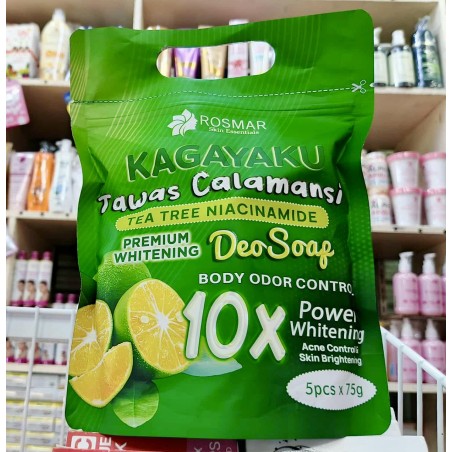 ROSMAR
Skin Essentials
KAGAYAKU
Tawas Calamansi
TEA TREE NIACINAMIDE
PREMIUM
WHITENING
DeoSoap
BODY ODOR CONTROL
10x
Power
Whitening
Acne Control &
Skin Brightening
5pcs x 75g